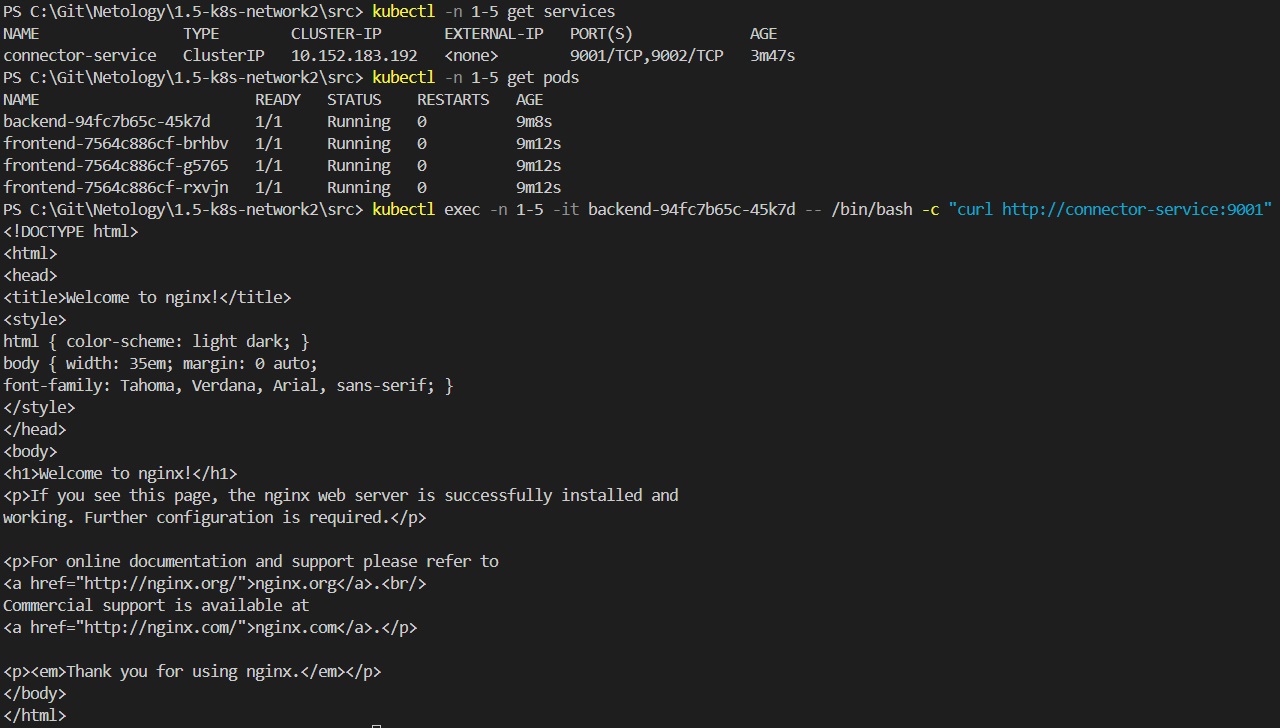 PS C:\Git\Netology\1.5-k8s-network2\src> kubectl -n 1-5 get services
NAME                TYPE        CLUSTER-IP       EXTERNAL-IP   PORT(S)             AGE
connector-service   ClusterIP   10.152.183.192   <none>        9001/TCP,9002/TCP   3m47s
PS C:\Git\Netology\1.5-k8s-network2\src> kubectl -n 1-5 get pods
NAME                        READY   STATUS    RESTARTS   AGE
backend-94fc7b65c-45k7d     1/1     Running   0          9m8s
frontend-7564c886cf-brhbv   1/1     Running   0          9m12s
frontend-7564c886cf-g5765   1/1     Running   0          9m12s
frontend-7564c886cf-rxvjn   1/1     Running   0          9m12s
PS C:\Git\Netology\1.5-k8s-network2\src> kubectl exec -n 1-5 -it backend-94fc7b65c-45k7d -- /bin/bash -c "curl http://connector-service:9001"
<!DOCTYPE html>
<html>
<head>
<title>Welcome to nginx!</title>
<style>
html { color-scheme: light dark; }
body { width: 35em; margin: 0 auto;
font-family: Tahoma, Verdana, Arial, sans-serif; }
</style>
</head>
<body>
<h1>Welcome to nginx!</h1>
<p>If you see this page, the nginx web server is successfully installed and
working. Further configuration is required.</p>

<p>For online documentation and support please refer to
<a href="http://nginx.org/">nginx.org</a>.<br/>
Commercial support is available at
<a href="http://nginx.com/">nginx.com</a>.</p>

<p><em>Thank you for using nginx.</em></p>
</body>
</html>